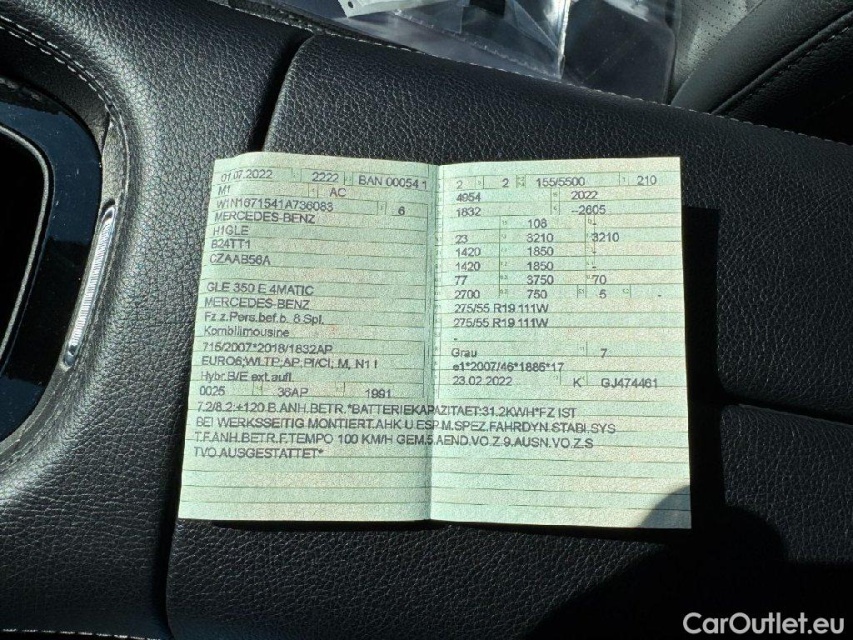 01.07.2022 2222 BAN 00054 1
M1 AC
W1N1671541A736083 6
MERCEDES-BENZ
H1GLE
824TT1
CZAAB56A
GLE 350 E 4MATIC
MERCEDES-BENZ
Fz.z.Pers.bef.b. 8 Spl.
Kombilimousine
715/2007*2018/1832AP
EURO6;WLTP;AP,PI/CI, M, N1 I
Hybr.B/E ext.aufl
0025 36AP 1991
2 2 155/5500 210
4954 2022
1832 --2605
108 -
23 3210 3210
1420 1850 -
1420 1850 -
77 3750 70
2700 750 5 -
275/55 R19 111W
275/55 R19 111W
-
Grau 7
e1*2007/46*1885*17
23.02.2022 K GJ474461
7.2/8.2:+120 B.ANH.BETR.*BATTERIEKAPAZITAET:31.2KWH*FZ IST
BEI WERKSSEITIG MONTIERT.AHK U.ESP M.SPEZ.FAHRDYN.STABI.SYS
T.F.ANH.BETR.F.TEMPO 100 KM/H GEM.5.AEND.VO.Z.9.AUSN.VO.Z.S
TVO.AUSGESTATTET*
CarOutlet.eu